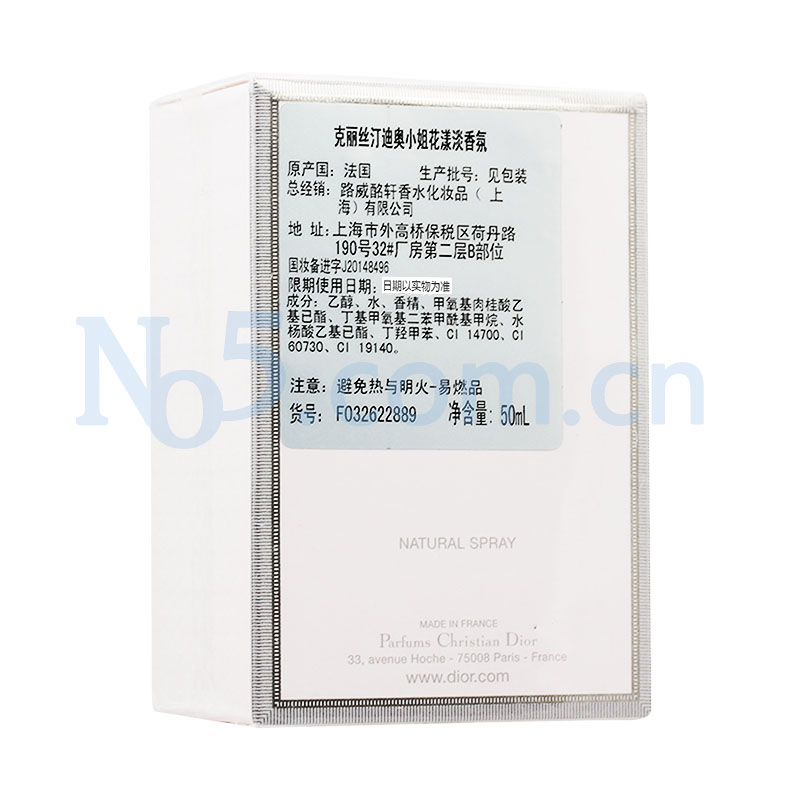 克丽丝汀迪奥小姐花漾淡香氛
原产国：法国 生产批号：见包装
总经销：路威酩轩香水化妆品（上
海）有限公司
地 址：上海市外高桥保税区荷丹路
190号32#厂房第二层B部位
国妆备进字J20148496
限期使用日期：日期以实物为准
成分：乙醇、水、香精、甲氧基肉桂酸乙
基已酯、丁基甲氧基二苯甲酰基甲烷、水
杨酸乙基已酯、丁羟甲苯、CI 14700、CI
60730、CI 19140。
注意：避免热与明火-易燃品
货号：F032622889 净含量：50mL
No5.com.cn
NATURAL SPRAY
MADE IN FRANCE
Parfums Christian Dior
33, avenue Hoche - 75008 Paris - France
www.dior.com